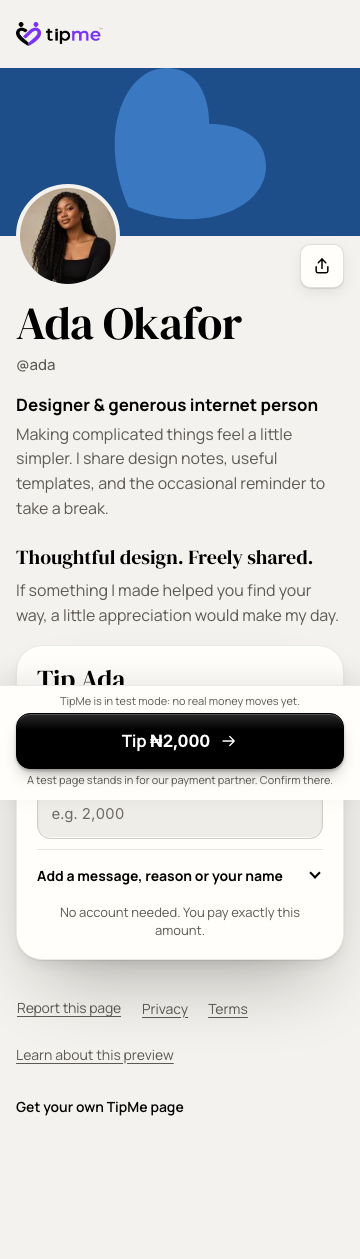 tipme
Ada Okafor
@ada
Designer & generous internet person
Making complicated things feel a little
simpler. I share design notes, useful
templates, and the occasional reminder to
take a break.
Thoughtful design. Freely shared.
If something I made helped you find your
way, a little appreciation would make my day.
Tip Ada
TipMe is in test mode: no real money moves yet.
Tip ₦2,000 →
A test page stands in for our payment partner. Confirm there.
e.g. 2,000
Add a message, reason or your name
No account needed. You pay exactly this
amount.
Report this page Privacy Terms
Learn about this preview
Get your own TipMe page